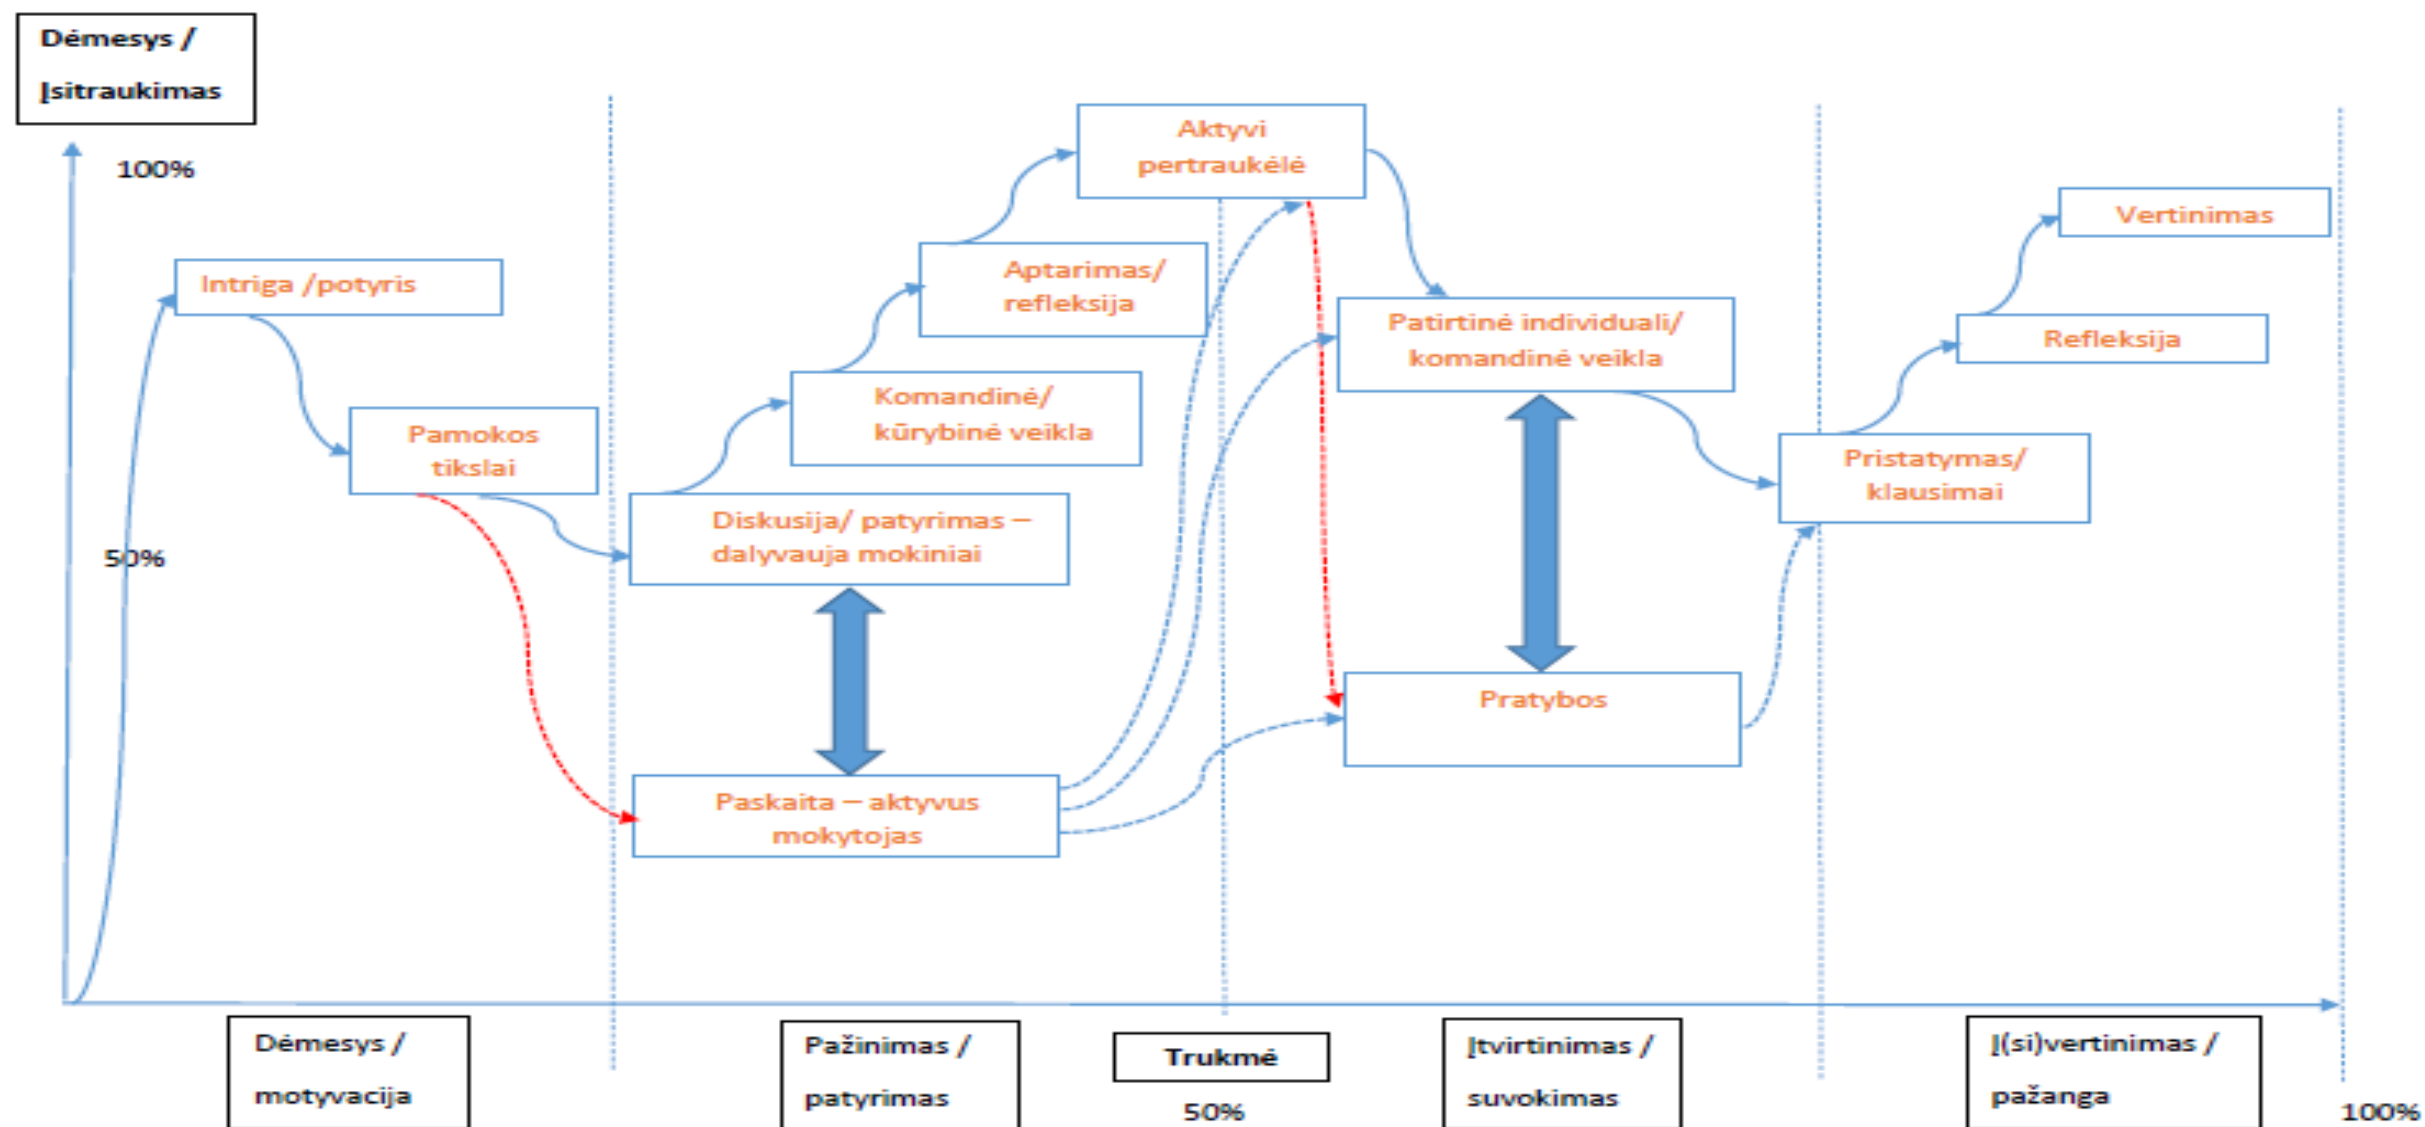 Dėmesys /
Įsitraukimas
100%
50%
Intriga /potyris
Pamokos
tikslai
Diskusija/ patyrimas –
dalyvauja mokiniai
Komandinė/
kūrybinė veikla
Aptarimas/
refleksija
Aktyvi
pertraukėlė
Paskaita – aktyvus
mokytojas
Patirtinė individuali/
komandinė veikla
Pratybos
Pristatymas/
klausimai
Refleksija
Vertinimas
Dėmesys /
motyvacija
Pažinimas /
patyrimas
Trukmė
50%
Įtvirtinimas /
suvokimas
Į(si)vertinimas /
pažanga
100%